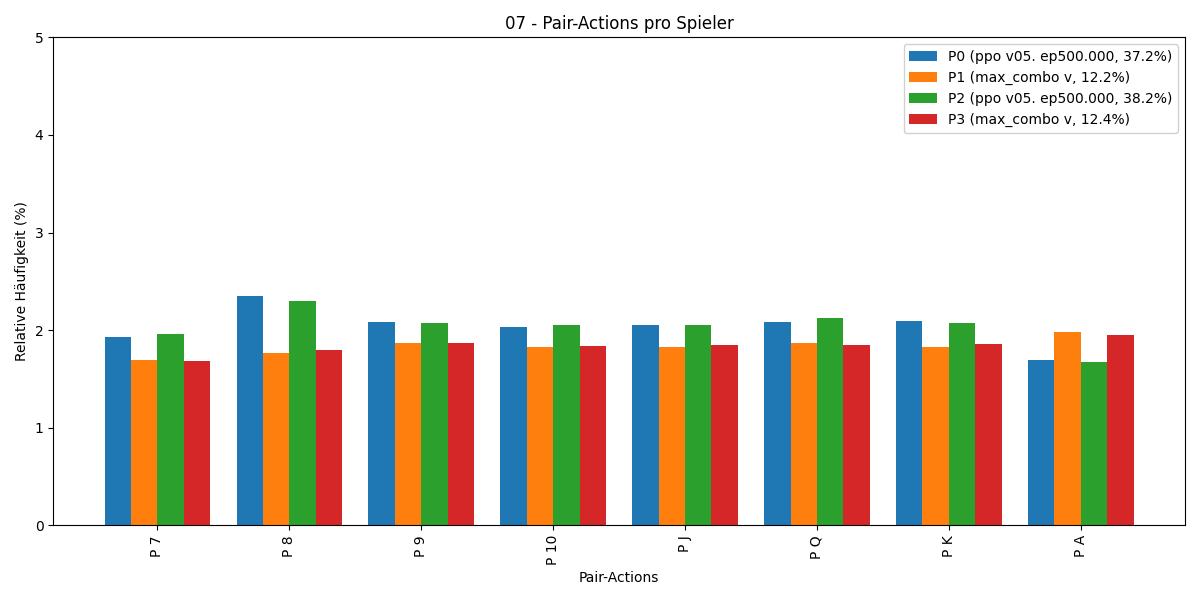 07 - Pair-Actions pro Spieler
P0 (ppo v05. ep500.000, 37.2%)
P1 (max_combo v, 12.2%)
P2 (ppo v05. ep500.000, 38.2%)
P3 (max_combo v, 12.4%)
Relative Häufigkeit (%)
5
4
3
2
1
0
P 7
P 8
P 9
P 10
P J
P Q
P K
P A
Pair-Actions